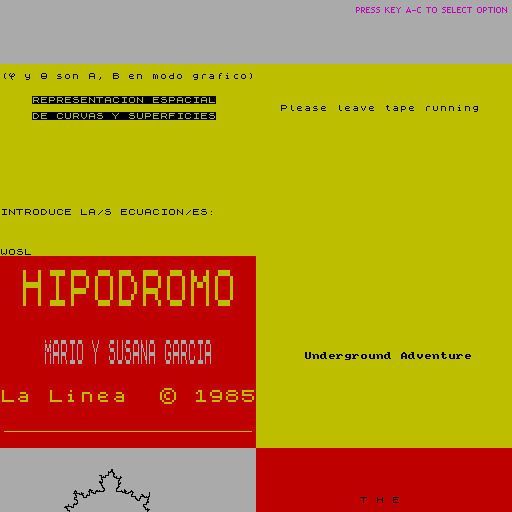 PRESS KEY A-C TO SELECT OPTION
(φ y θ son A, B en modo grafico)
REPRESENTACION ESPACIAL
DE CURVAS Y SUPERFICIES
Please leave tape running
INTRODUCE LA/S ECUACION/ES:
WOSL
HIPODROMO
MARIO Y SUSANA GARCIA
Underground Adventure
La Linea © 1985
T H E